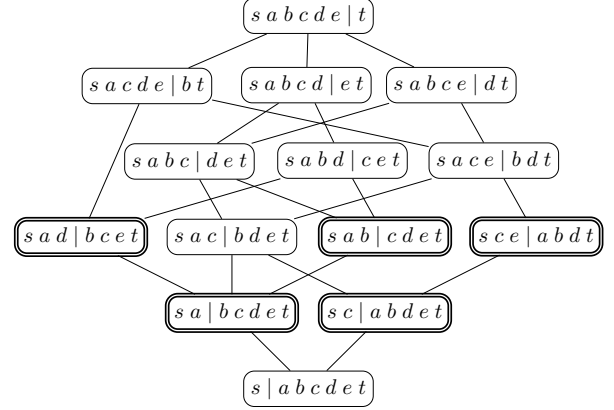 s a b c d e | t
s a c d e | b t s a b c d | e t s a b c e | d t
s a b c | d e t s a b d | c e t s a c e | b d t
s a d | b c e t s a c | b d e t s a b | c d e t s c e | a b d t
s a | b c d e t s c | a b d e t
s | a b c d e t